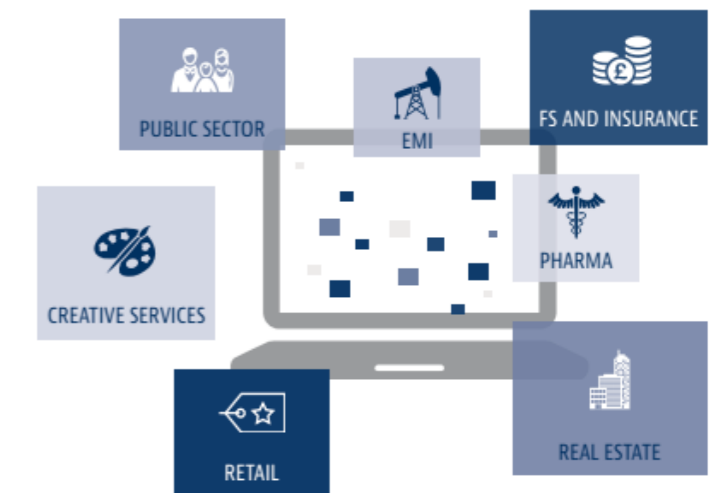 PUBLIC SECTOR
EMI
£
FS AND INSURANCE
CREATIVE SERVICES
PHARMA
RETAIL
REAL ESTATE